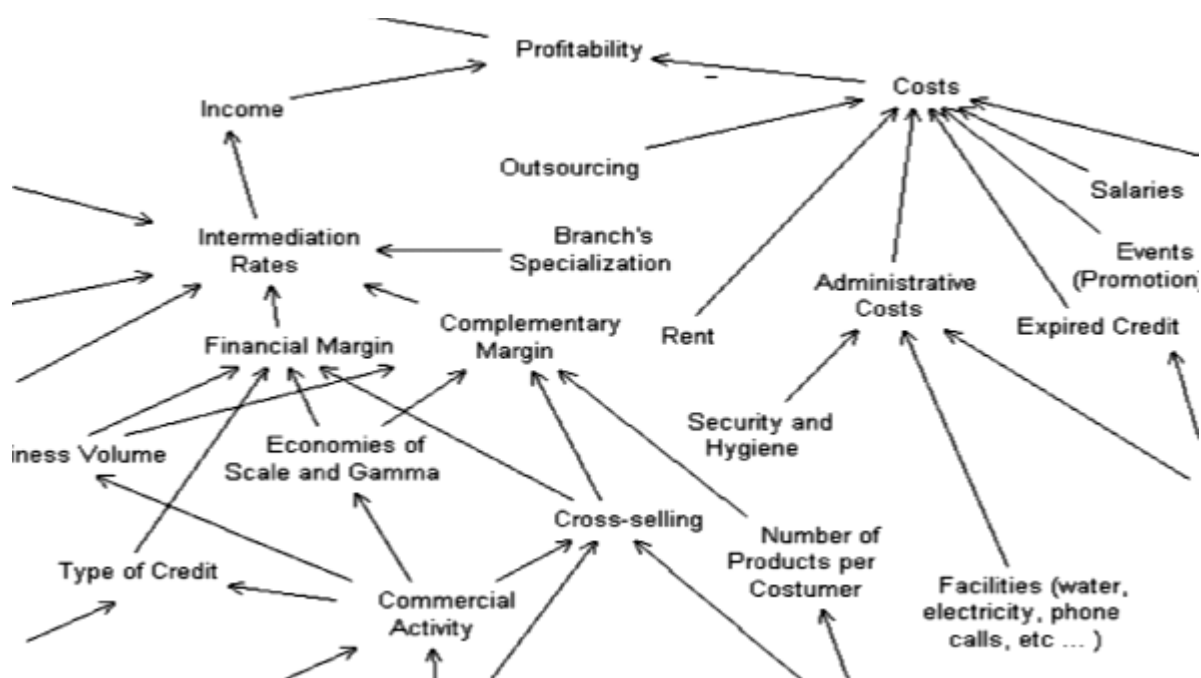 Profitability
Costs
Income
Outsourcing
Salaries
Intermediation
Rates
Branch's
Specialization
Events
(Promotion)
Administrative
Costs
Financial Margin
Complementary
Margin
Rent
Expired Credit
Security and
Hygiene
iness Volume
Economies of
Scale and Gamma
Cross-selling
Number of
Products per
Costumer
Type of Credit
Commercial
Activity
Facilities (water,
electricity, phone
calls, etc ... )